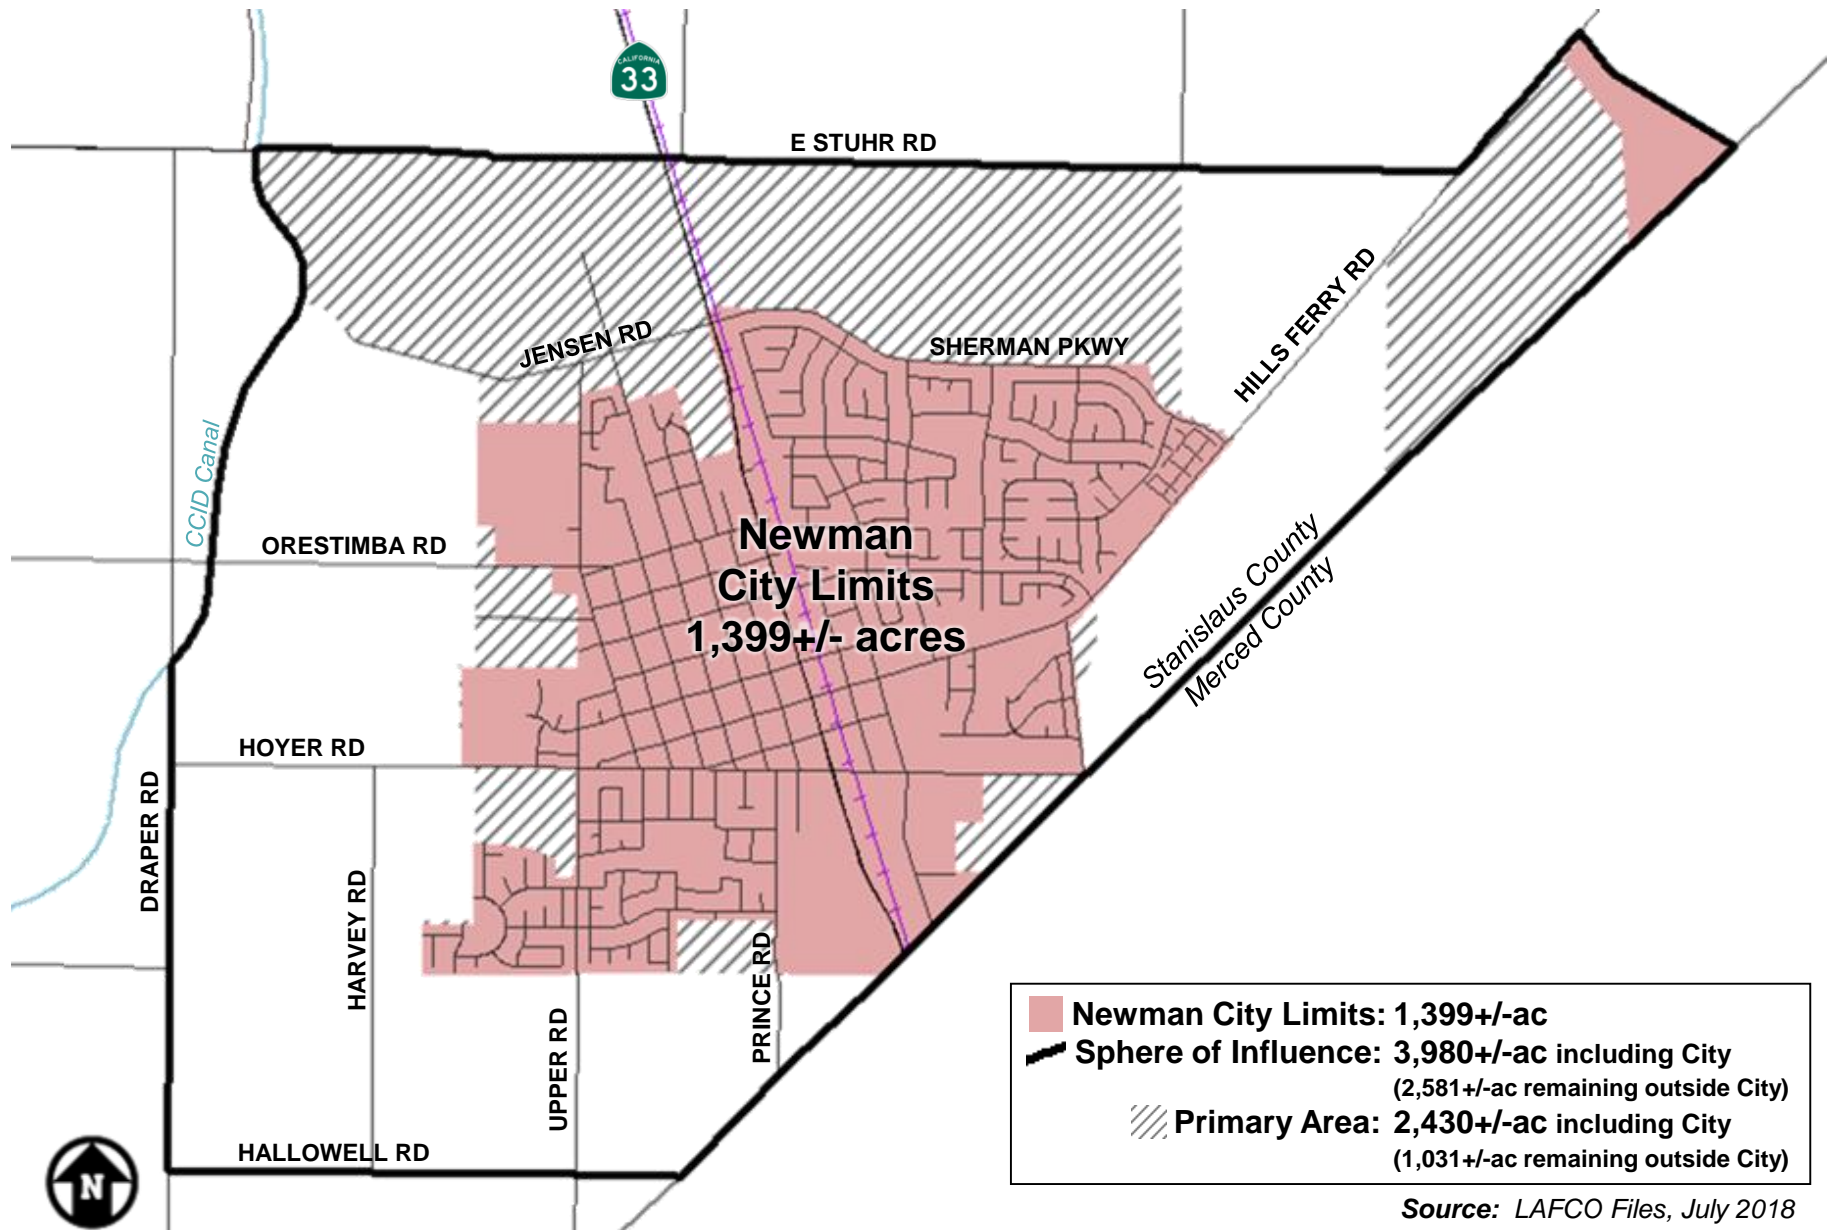 CALIFORNIA
33
E STUHR RD
JENSEN RD
SHERMAN PKWY
HILLS FERRY RD
CCID Canal
ORESTIMBA RD
Newman
City Limits
1,399+/- acres
Stanislaus County
Merced County
HOYER RD
DRAPER RD
HARVEY RD
UPPER RD
PRINCE RD
HALLOWELL RD
N
Newman City Limits: 1,399+/-ac
Sphere of Influence: 3,980+/-ac including City
(2,581+/-ac remaining outside City)
Primary Area: 2,430+/-ac including City
(1,031+/-ac remaining outside City)
Source: LAFCO Files, July 2018